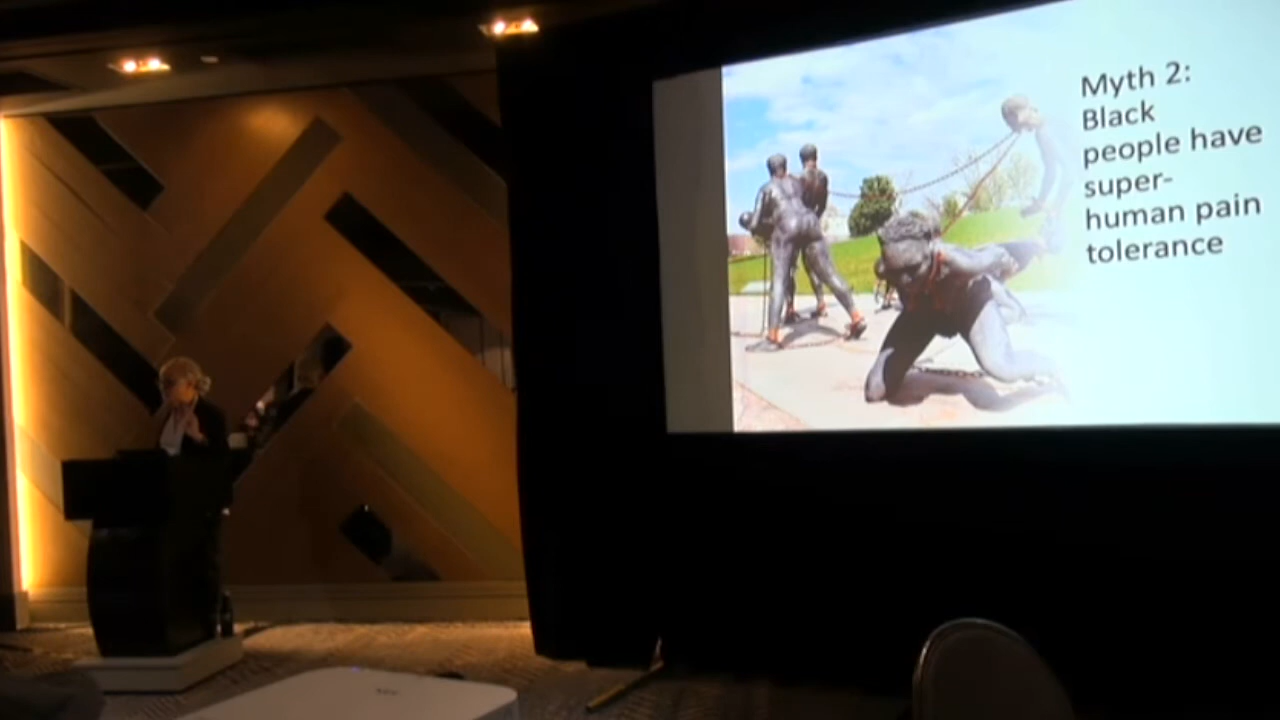 Myth 2:
Black
people have
super-
human pain
tolerance